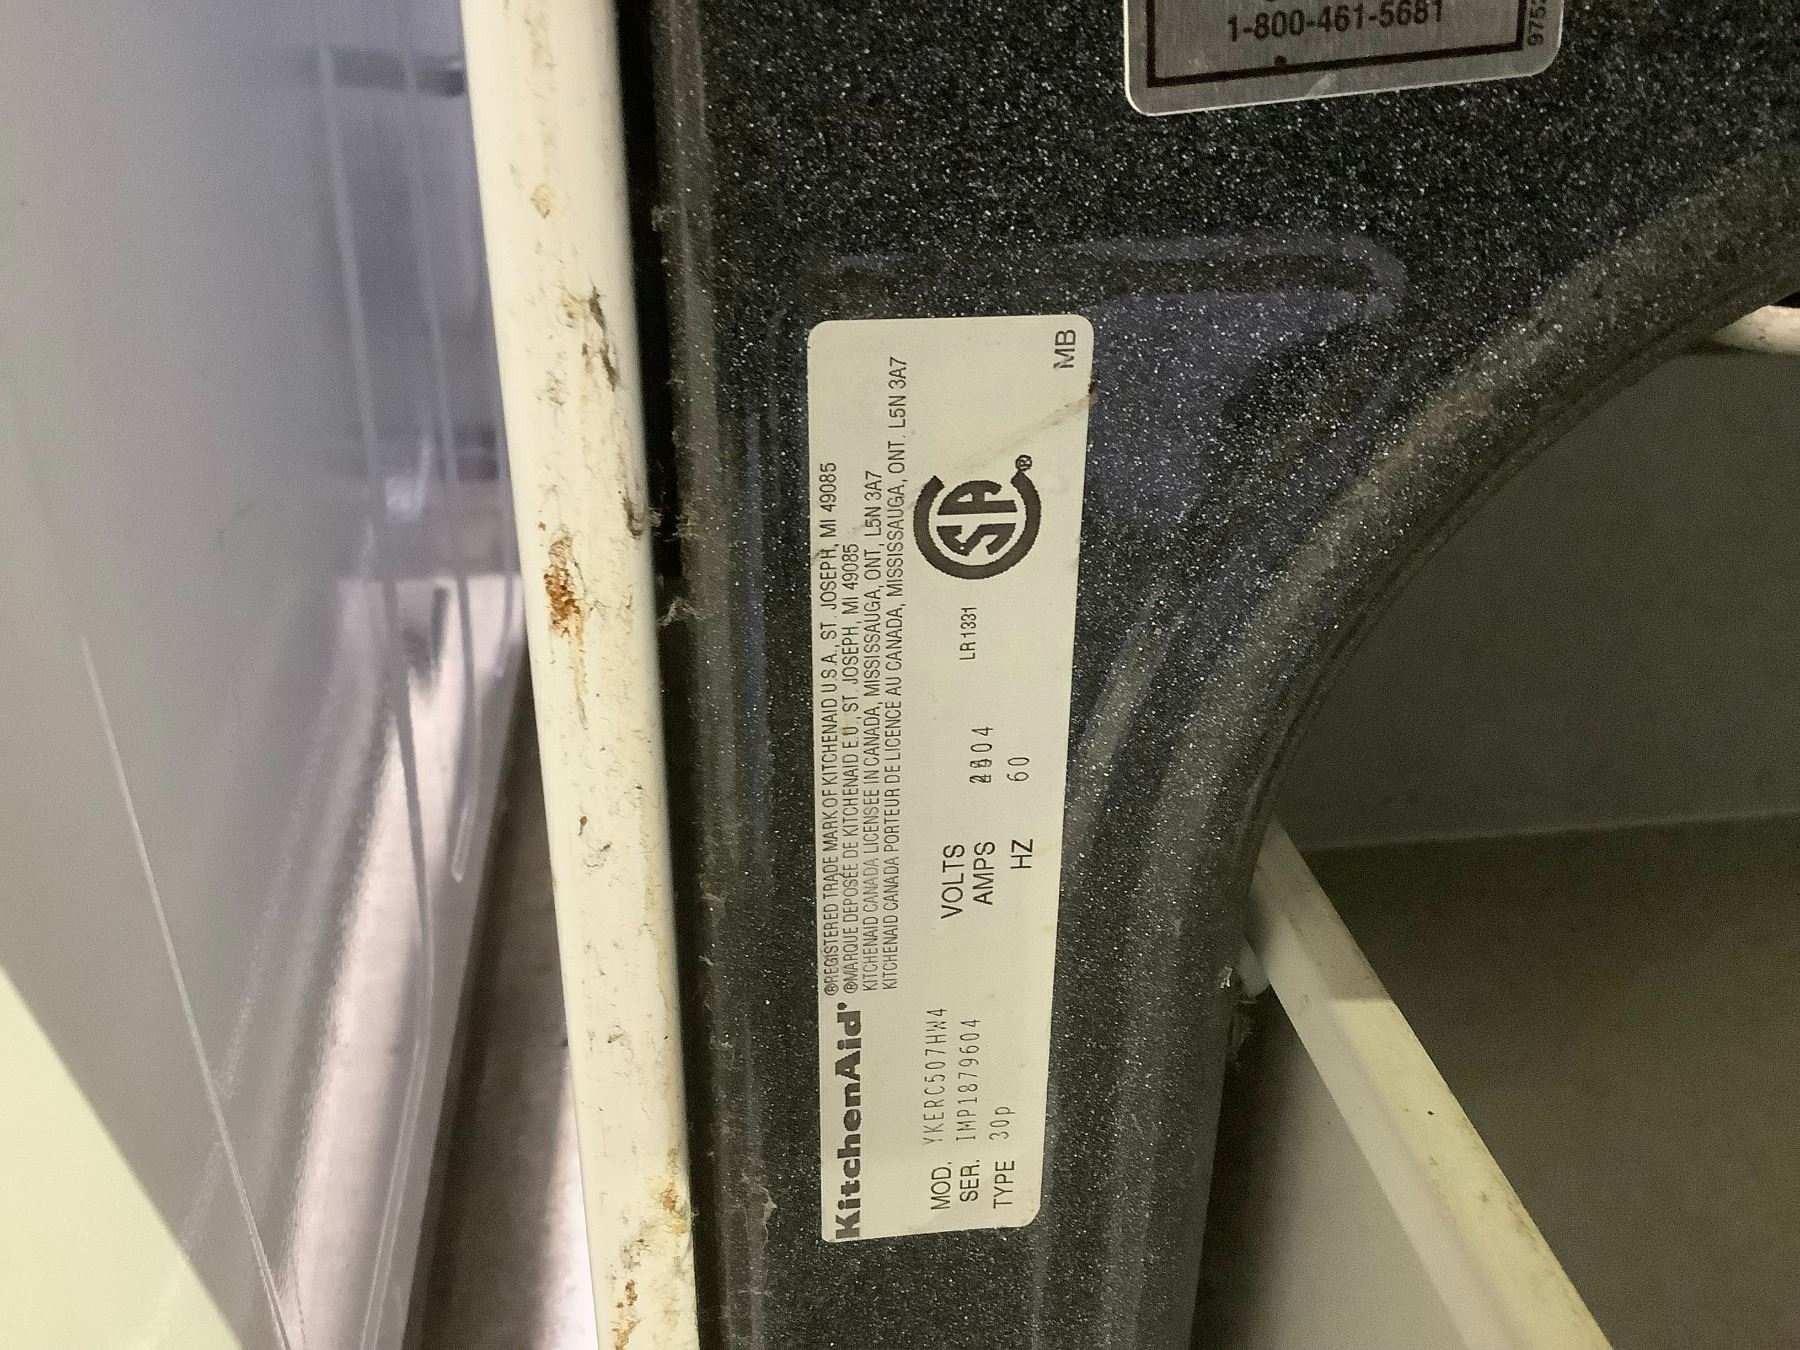 1-800-461-5681
KitchenAid®
®REGISTERED TRADE MARK OF KITCHENAID U.S.A., ST. JOSEPH, MI 49085
®MARQUE DEPOSÉE DE KITCHENAID E.U., ST. JOSEPH, MI 49085
KITCHENAID CANADA LICENSEE IN CANADA, MISSISSAUGA, ONT, L5N 3A7
KITCHENAID CANADA PORTEUR DE LICENCE AU CANADA, MISSISSAUGA, ONT. L5N 3A7
MOD. YKERC507HW4
SER. IMP1879604
TYPE 30p
VOLTS
AMPS
HZ 60
LR1331
SA®
MB